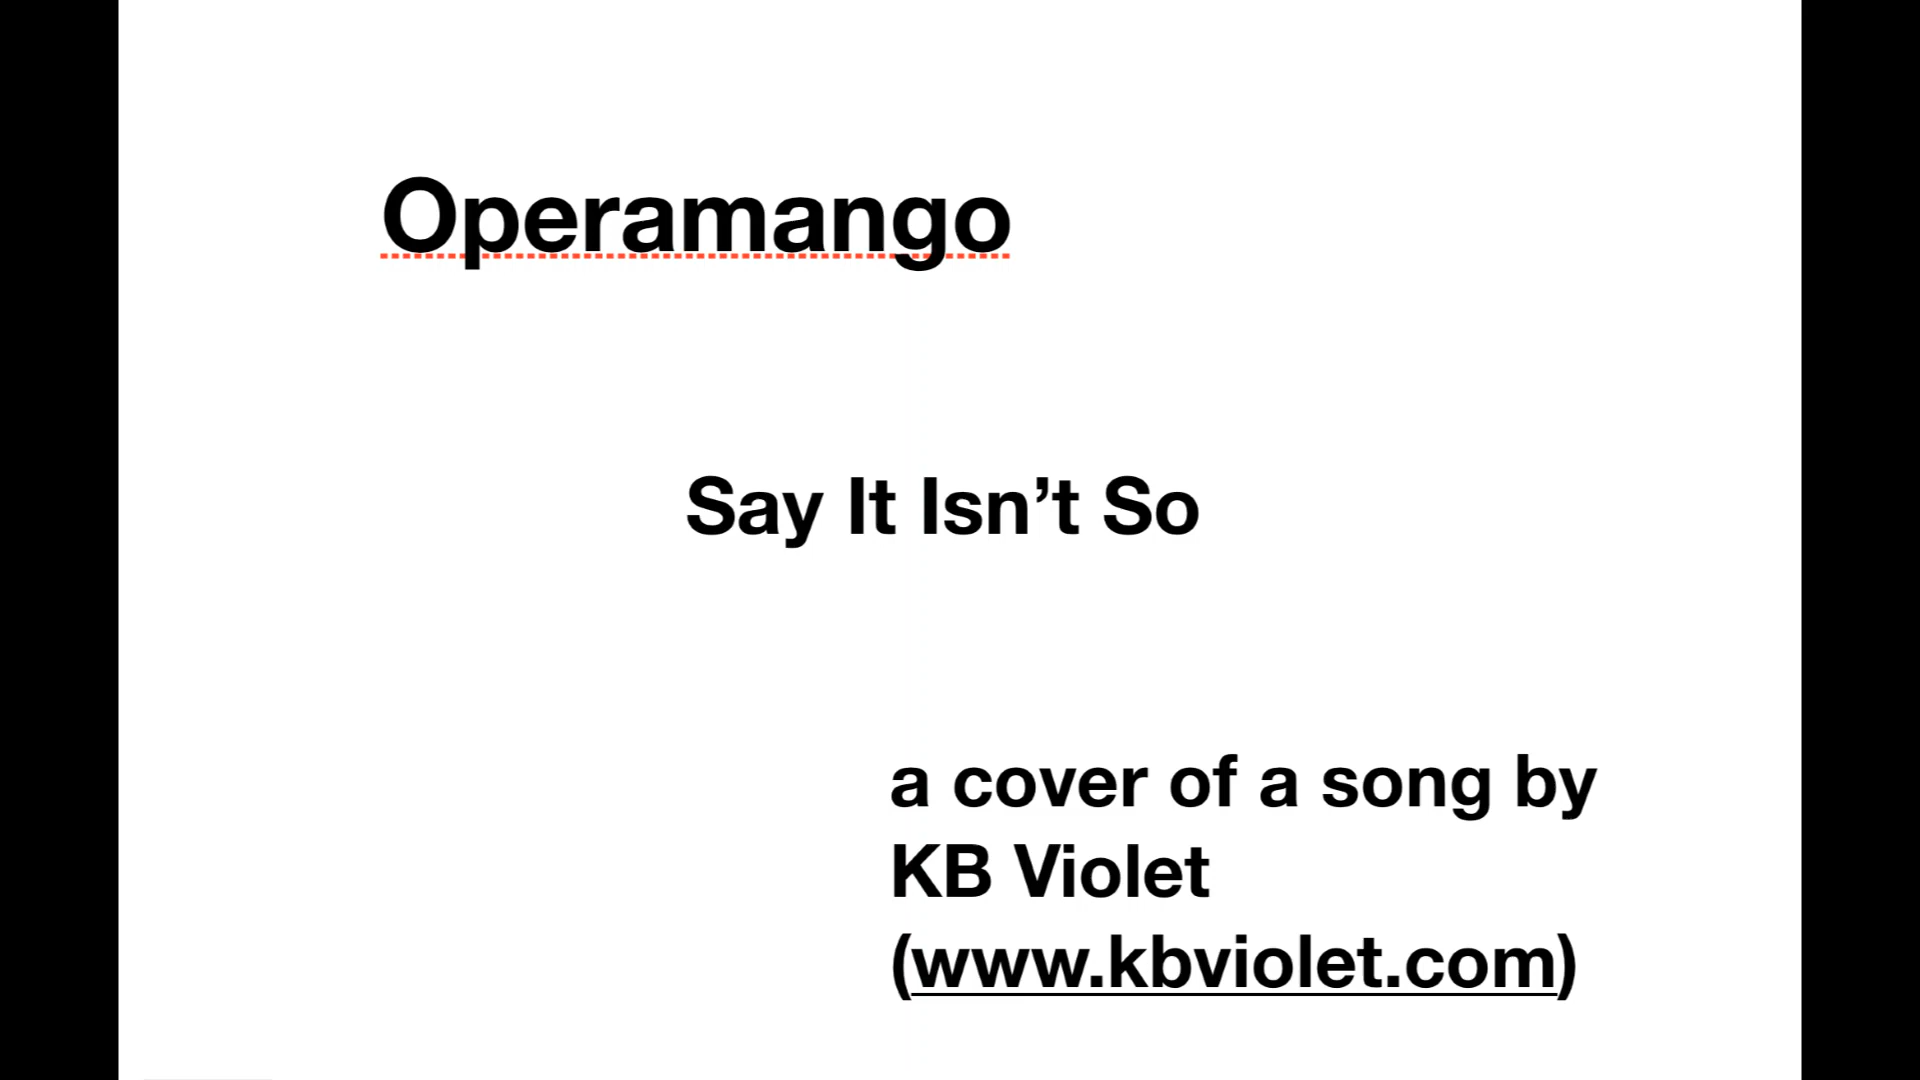 Operamango
Say It Isn’t So
a cover of a song by
KB Violet
(www.kbviolet.com)